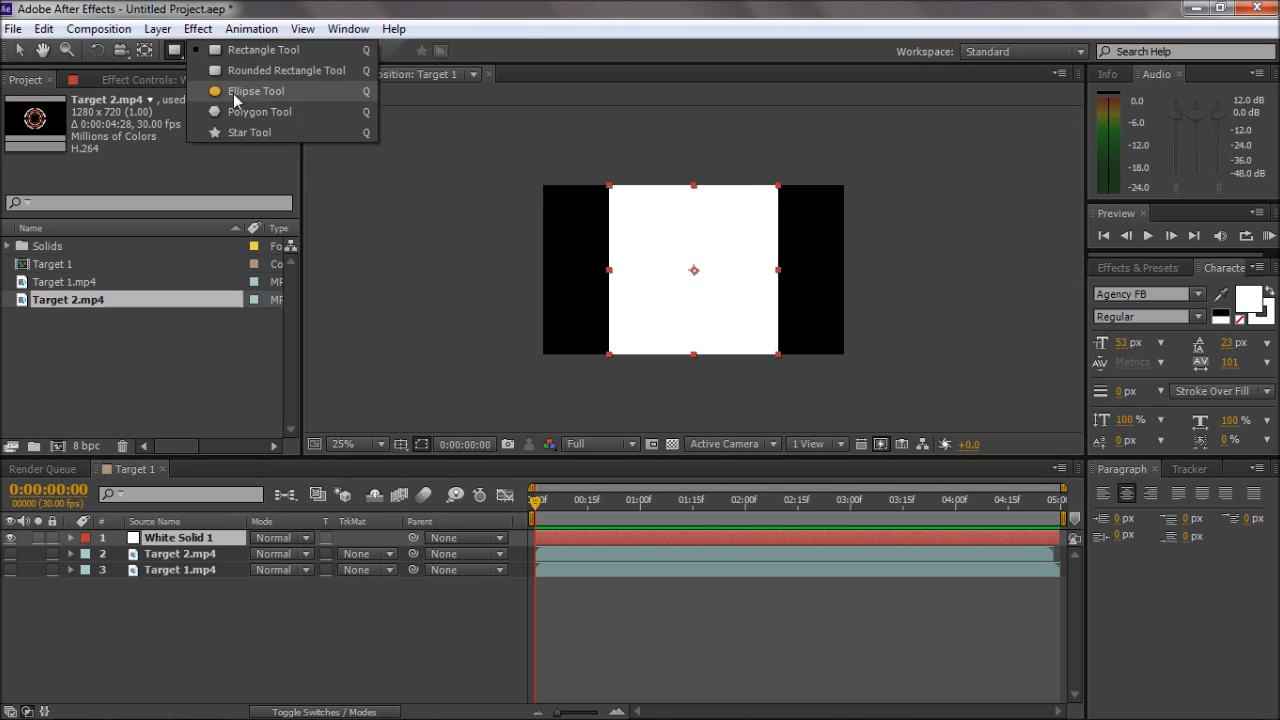 Adobe After Effects - Untitled Project.aep *
File Edit Composition Layer Effect Animation View Window Help
Rectangle Tool Q
Rounded Rectangle Tool Q
Ellipse Tool Q
Polygon Tool Q
Star Tool Q
Workspace: Standard
Search Help
Project
Effect Controls: W
position: Target 1
Info
Audio
Target 2.mp4 , used
1280 x 720 (1.00)
Δ 0:00:04:28, 30.00 fps
Millions of Colors
H.264
0.0
-6.0
-12.0
-18.0
-24.0
12.0 dB
0.0 dB
-12.0
-24.0
-36.0
-48.0 dB
0
0
Preview
Name Type
Solids Fo
Target 1 Co
Target 1.mp4 MP
Target 2.mp4 MP
Effects & Presets
Characte
Agency FB
Regular
53 px 23 px
Metrics 101
0 px Stroke Over Fill
100 % 100 %
0 px 0 %
8 bpc
25%
0:00:00:00
Full
Active Camera
1 View
+0.0
Render Queue
Target 1
0:00:00:00
00000 (30.00 fps)
00:15f 01:00f 01:15f 02:00f 02:15f 03:00f 03:15f 04:00f 04:15f
# Source Name Mode T TrkMat Parent
1 White Solid 1 Normal None
2 Target 2.mp4 Normal None None
3 Target 1.mp4 Normal None None
Toggle Switches / Modes
Paragraph
Tracker
0 px 0 px 0 px
0 px 0 px